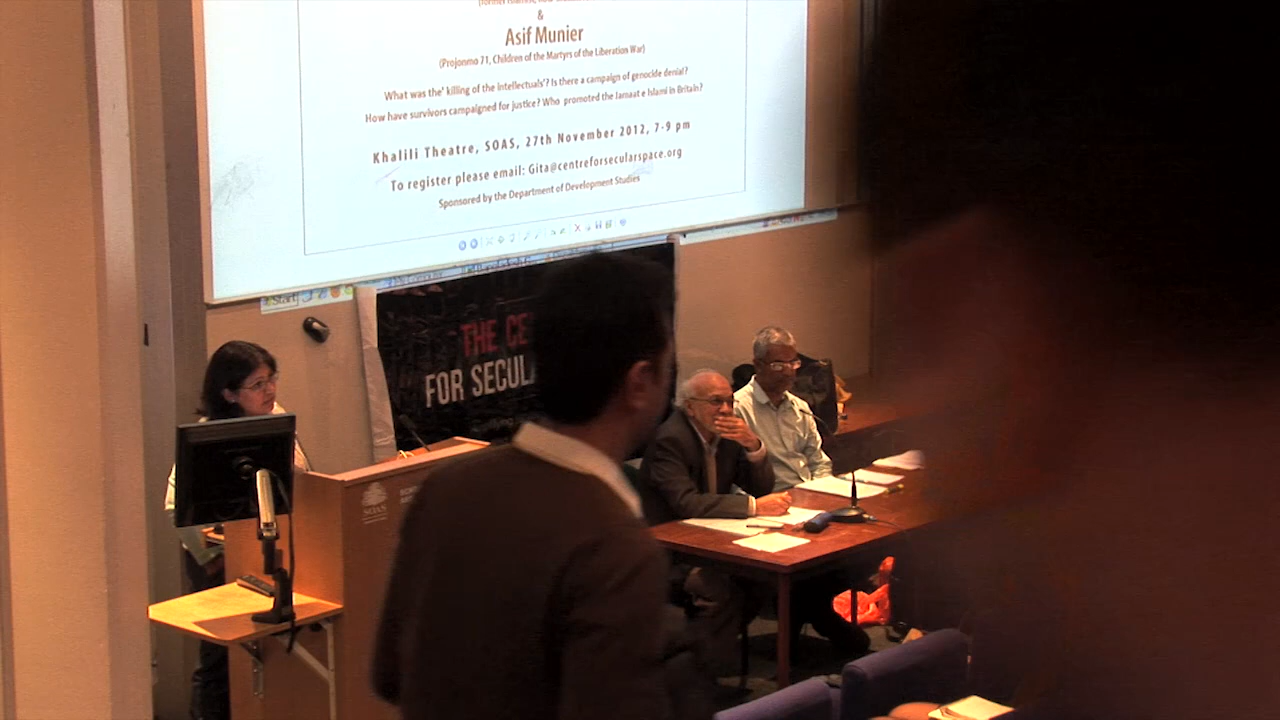 &
Asif Munier
(Projonmo 71, Children of the Martyrs of the Liberation War)
What was the' killing of the intellectuals'? Is there a campaign of genocide denial?
How have survivors campaigned for justice? Who promoted the Jamaat e Islami in Britain?
Khalili Theatre, SOAS, 27th November 2012, 7-9 pm
To register please email: Gita@centreforsecularspace.org
Sponsored by the Department of Development Studies
Start
THE CE
FOR SECUL
SOAS